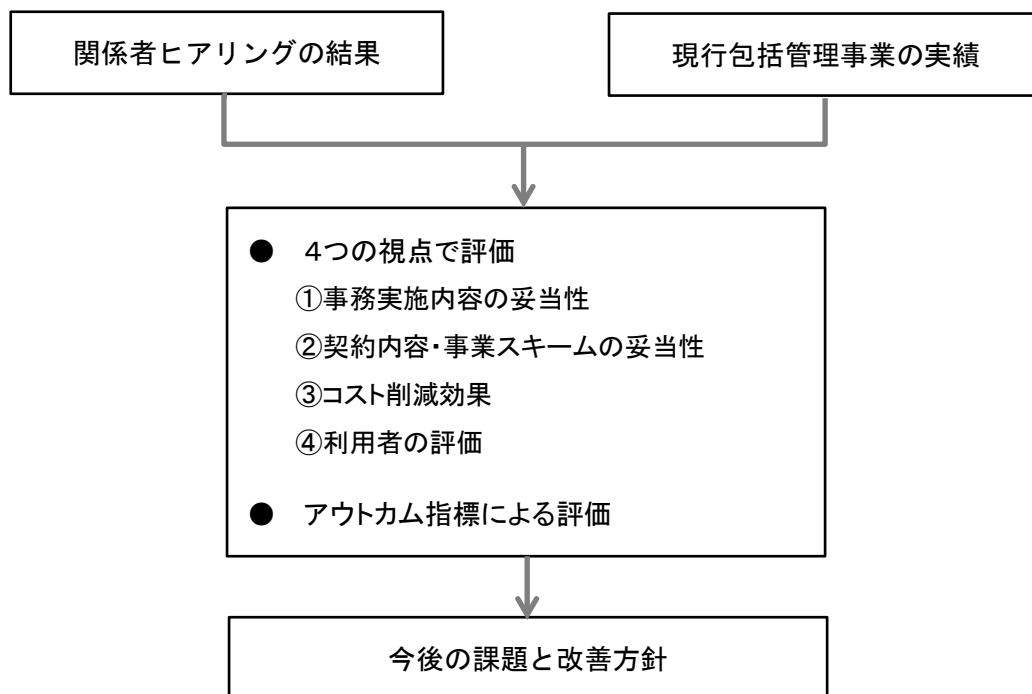 関係者ヒアリングの結果
現行包括管理事業の実績
● 4つの視点で評価
①事務実施内容の妥当性
②契約内容・事業スキームの妥当性
③コスト削減効果
④利用者の評価
● アウトカム指標による評価
今後の課題と改善方針